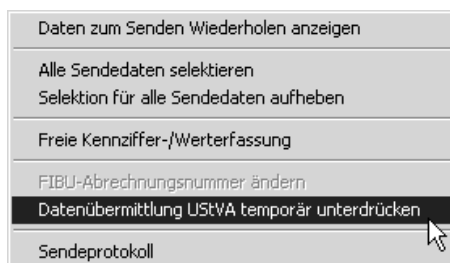 Daten zum Senden Wiederholen anzeigen
Alle Sendedaten selektieren
Selektion für alle Sendedaten aufheben
Freie Kennziffer-/Werterfassung
FIBU-Abrechnungsnummer ändern
Datenübermittlung UStVA temporär unterdrücken
Sendeprotokoll